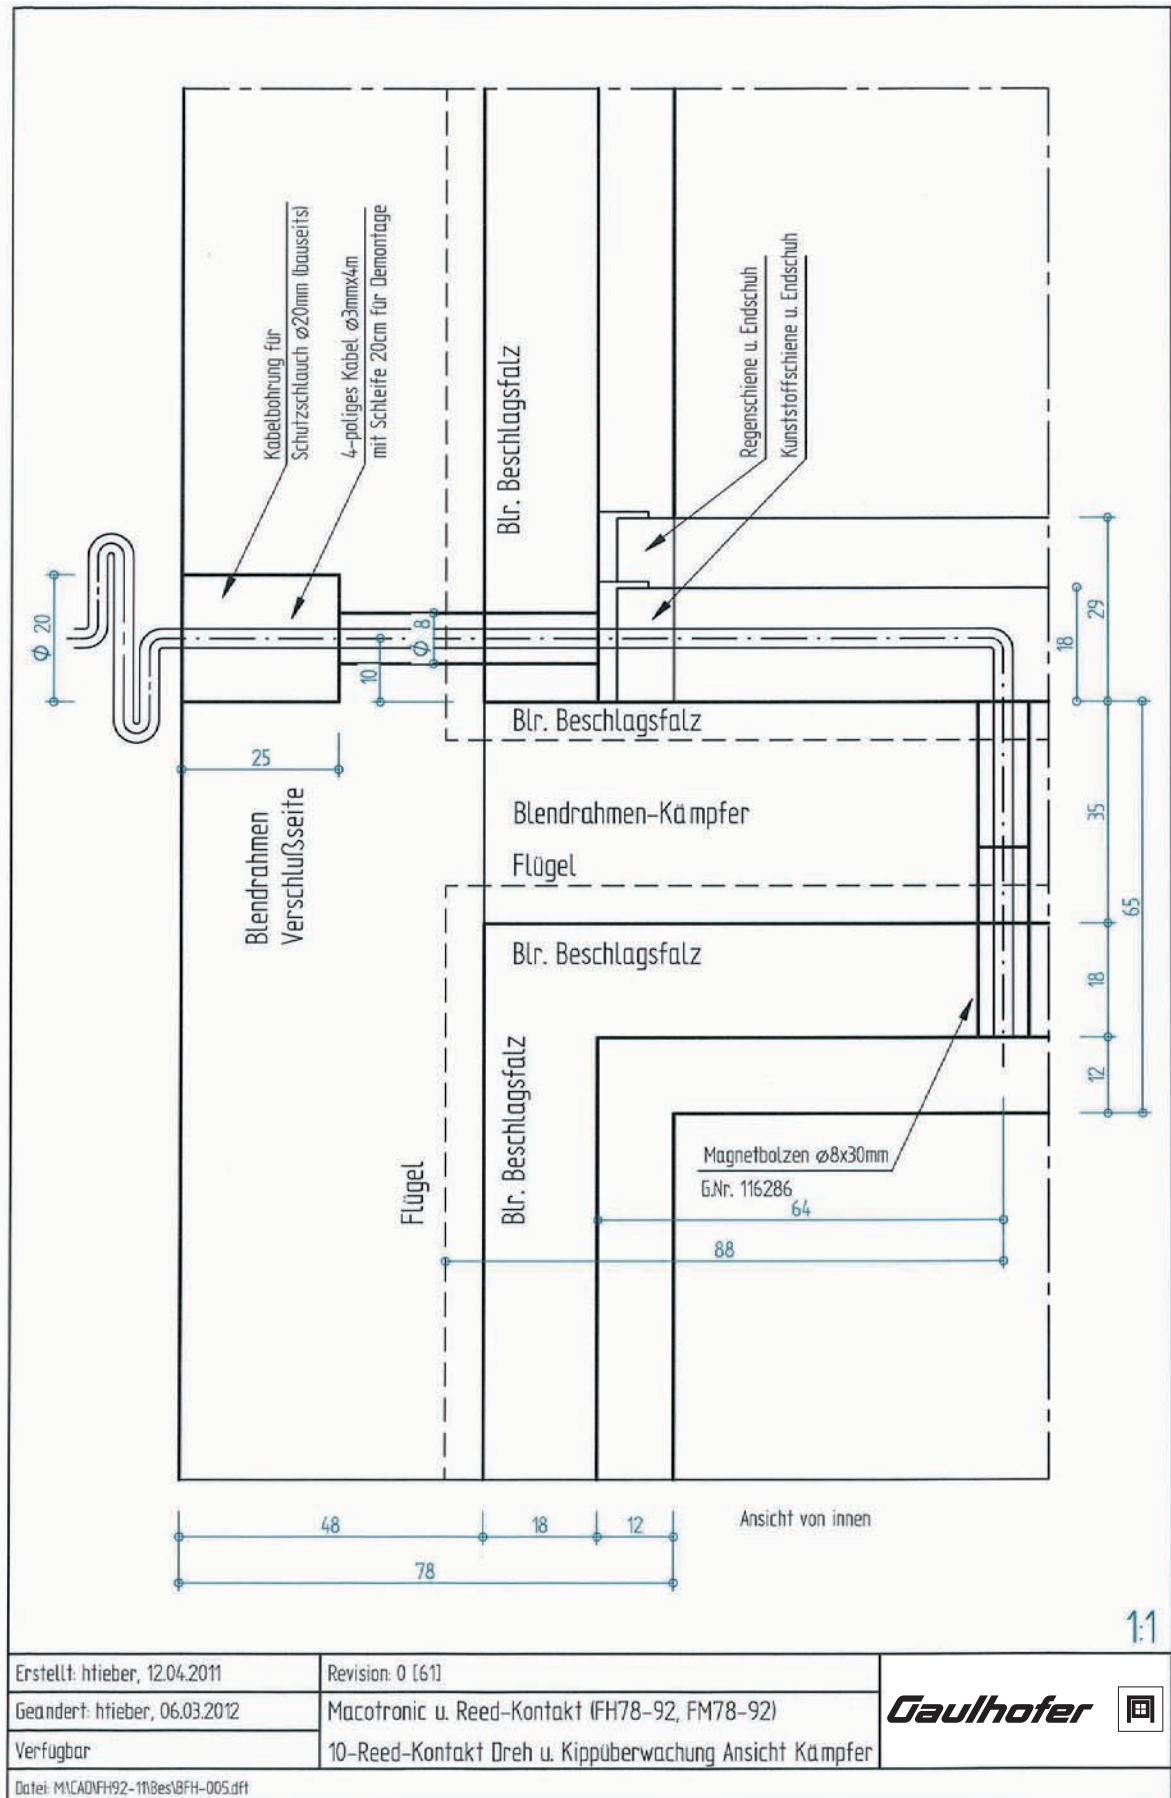 Kabelbohrung für
Schutzschlauch ø20mm (bauseits)
4-poliges Kabel ø3mmx4m
mit Schleife 20cm für Demontage
Blr. Beschlagsfalz
Regenschiene u. Endschuh
Kunststoffschiene u. Endschuh
Ø 20
Ø 8
10
29
18
25
Blendrahmen
Verschlußseite
Blr. Beschlagsfalz
Blendrahmen-Kämpfer
Flügel
35
65
Blr. Beschlagsfalz
18
12
Blr. Beschlagsfalz
Flügel
Magnetbolzen ø8x30mm
G.Nr. 116286
64
88
48
18
12
78
Ansicht von innen
1:1
Erstellt: htieber, 12.04.2011
Revision: 0 [61]
Geandert: htieber, 06.03.2012
Macotronic u. Reed-Kontakt (FH78-92, FM78-92)
Gaulhofer
Verfügbar
10-Reed-Kontakt Dreh u. Kippüberwachung Ansicht Kämpfer
Datei: M:\CAD\FH92-11\Bes\BFH-005.dft